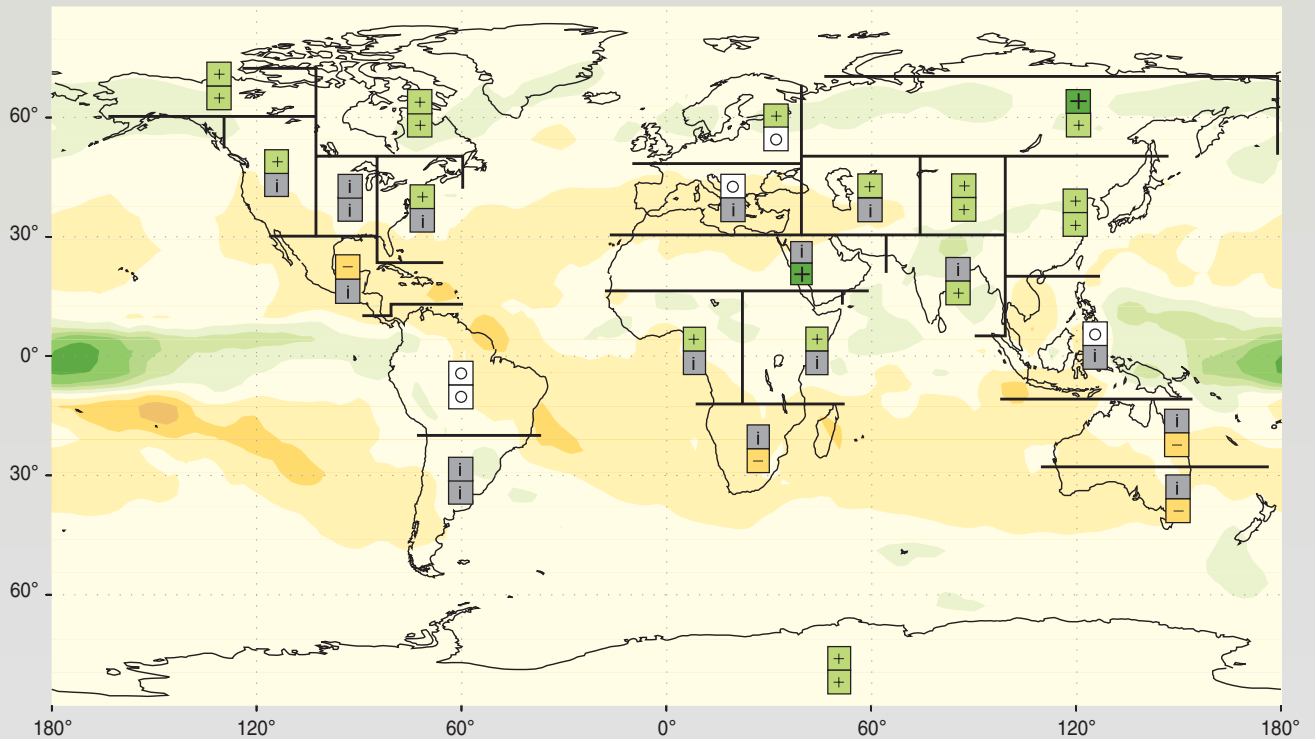 +
+
+
+
+
+
+
○
+
i
i
i
+
i
○
i
+
i
+
+
+
+
−
i
i
+
i
+
+
i
+
i
○
i
○
○
i
−
i
−
i
i
i
−
+
+
60°
30°
0°
30°
60°
180° 120° 60° 0° 60° 120° 180°